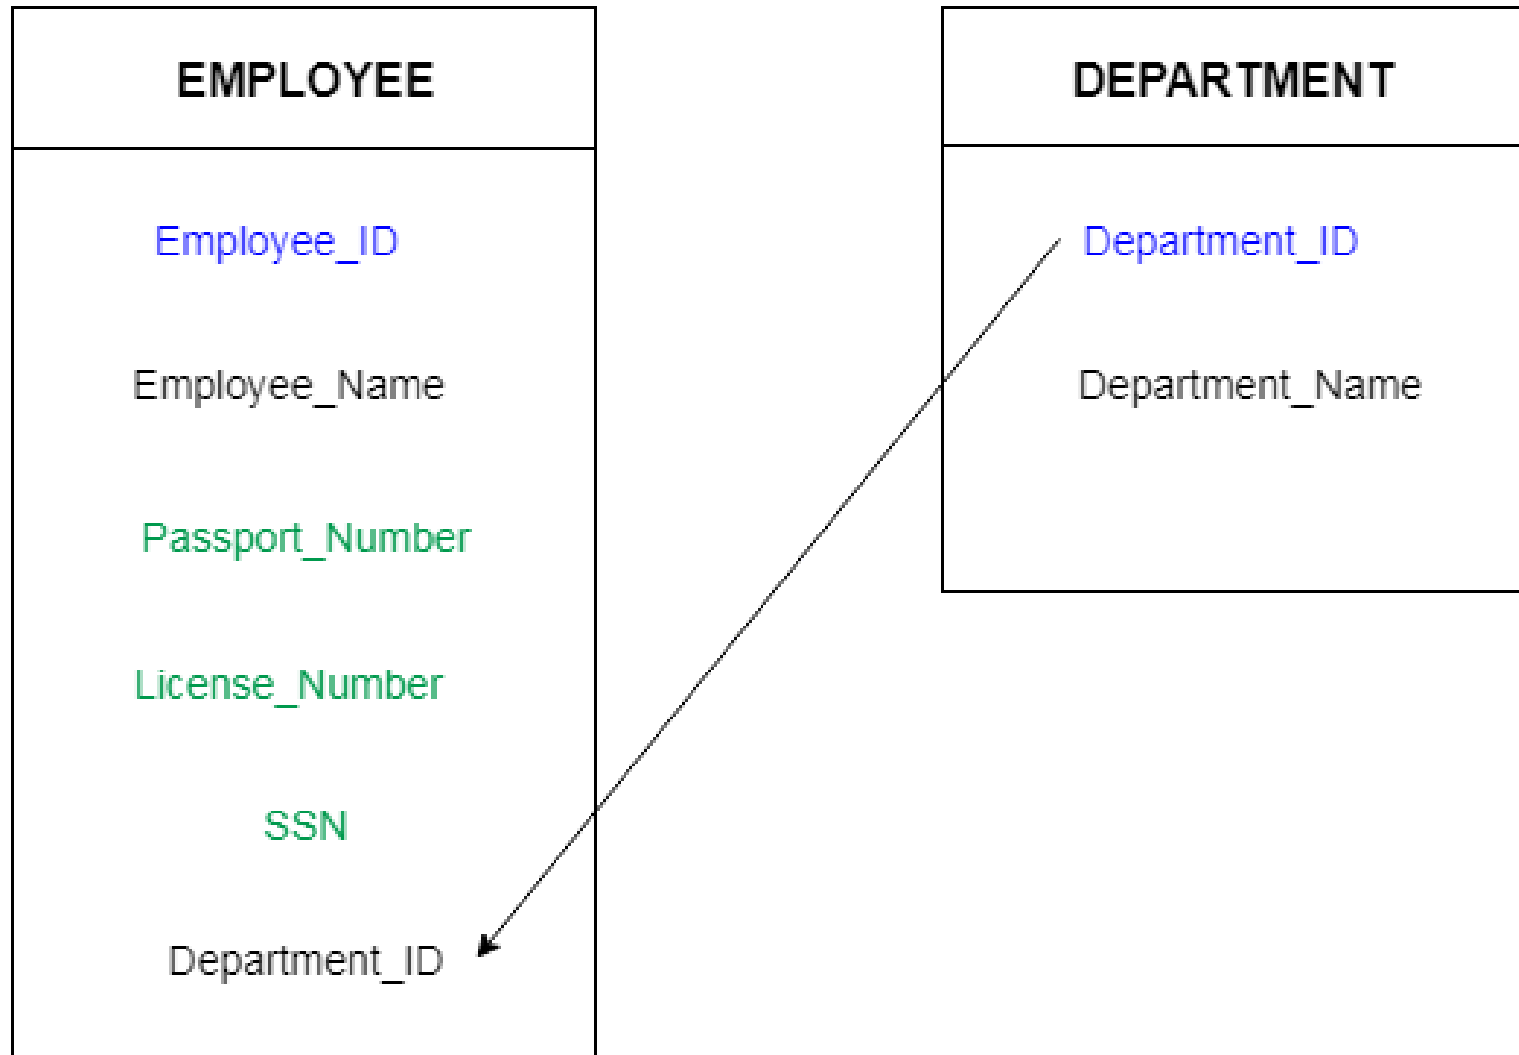 EMPLOYEE
Employee_ID
Employee_Name
Passport_Number
License_Number
SSN
Department_ID
DEPARTMENT
Department_ID
Department_Name